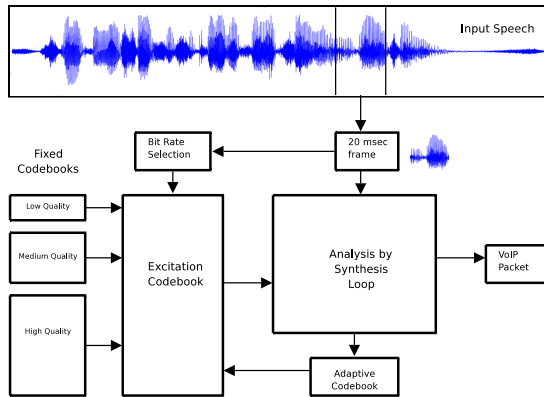 Input Speech
Bit Rate
Selection
20 msec
frame
Fixed
Codebooks
Low Quality
Medium Quality
High Quality
Excitation
Codebook
Analysis by
Synthesis
Loop
VoIP
Packet
Adaptive
Codebook